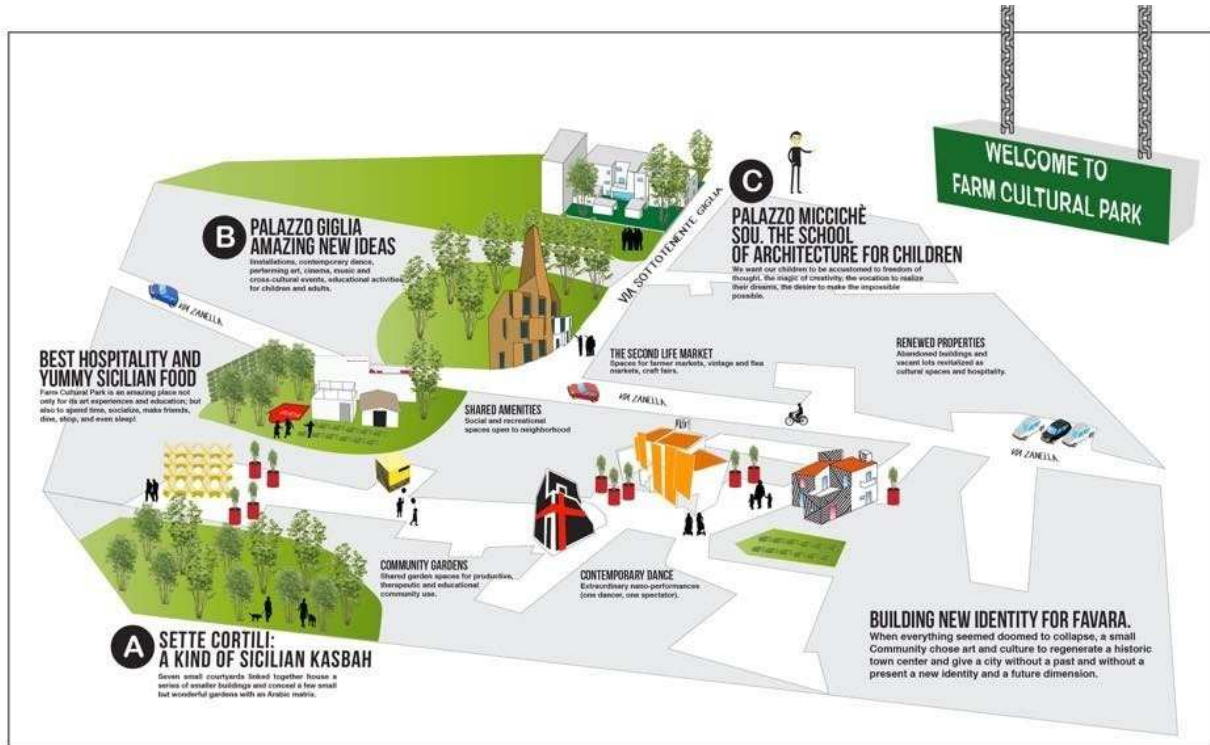 WELCOME TO
FARM CULTURAL PARK
C
PALAZZO MICCICHÈ
SOU. THE SCHOOL
OF ARCHITECTURE FOR CHILDREN
We want our children to be accustomed to freedom of
thought, the magic of creativity, the vocation to realize
their dreams, the desire to make the impossible
possible.
B
PALAZZO GIGLIA
AMAZING NEW IDEAS
Iinstallations, contemporary dance,
performing art, cinema, music and
cross-cultural events, educational activities
for children and adults.
VIA SOTTOTENENTE GIGLIA
VIA ZANELLA
BEST HOSPITALITY AND
YUMMY SICILIAN FOOD
Farm Cultural Park is an amazing place not
only for its art experiences and education; but
also to spend time, socialize, make friends,
dine, shop, and even sleep!
THE SECOND LIFE MARKET
Spaces for farmer markets, vintage and flea
markets, craft fairs.
RENEWED PROPERTIES
Abandoned buildings and
vacant lots revitalized as
cultural spaces and hospitality.
SHARED AMENITIES
Social and recreational
spaces open to neighborhood
VIA ZANELLA
VIA ZANELLA
COMMUNITY GARDENS
Shared garden spaces for productive,
therapeutic and educational
community use.
CONTEMPORARY DANCE
Extraordinary nano-performances
(one dancer, one spectator).
A
SETTE CORTILI:
A KIND OF SICILIAN KASBAH
Seven small courtyards linked together house a
series of smaller buildings and conceal a few small
but wonderful gardens with an Arabic matrix.
BUILDING NEW IDENTITY FOR FAVARA.
When everything seemed doomed to collapse, a small
Community chose art and culture to regenerate a historic
town center and give a city without a past and without a
present a new identity and a future dimension.